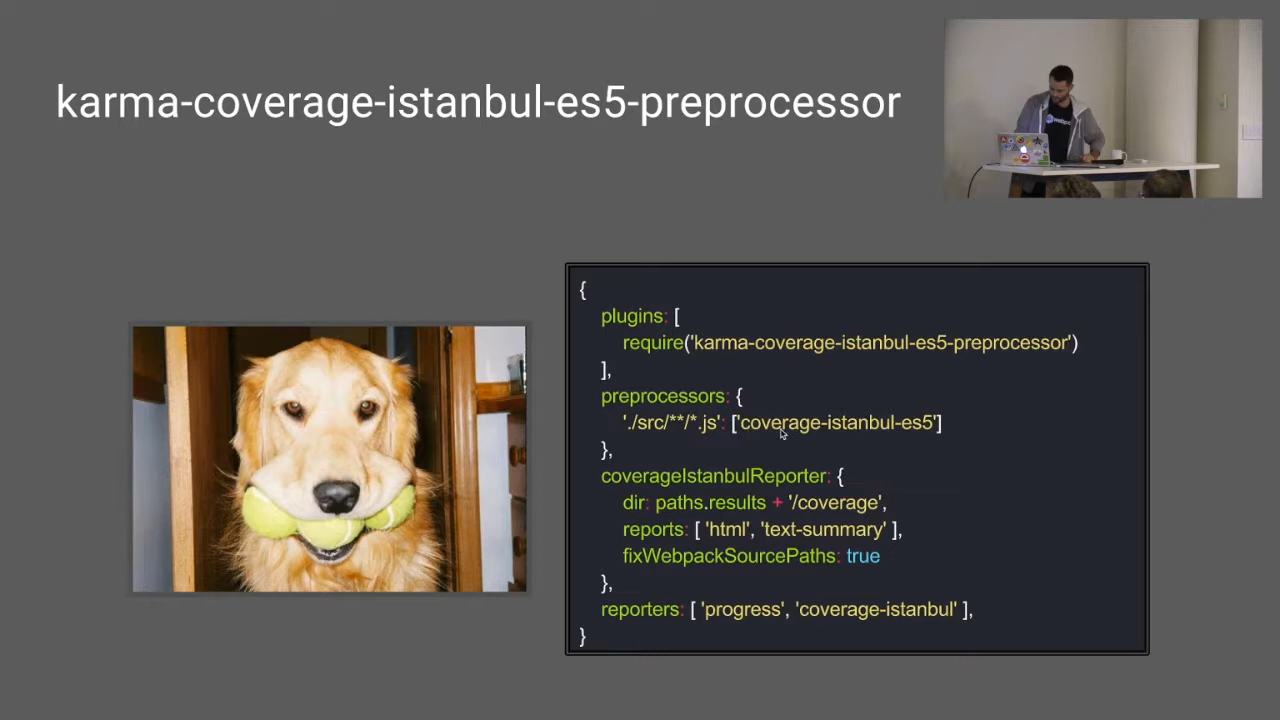 karma-coverage-istanbul-es5-preprocessor
{
plugins: [
require('karma-coverage-istanbul-es5-preprocessor')
],
preprocessors: {
'./src/**/*.js': ['coverage-istanbul-es5']
},
coverageIstanbulReporter: {
dir: paths.results + '/coverage',
reports: [ 'html', 'text-summary' ],
fixWebpackSourcePaths: true
},
reporters: [ 'progress', 'coverage-istanbul' ],
}